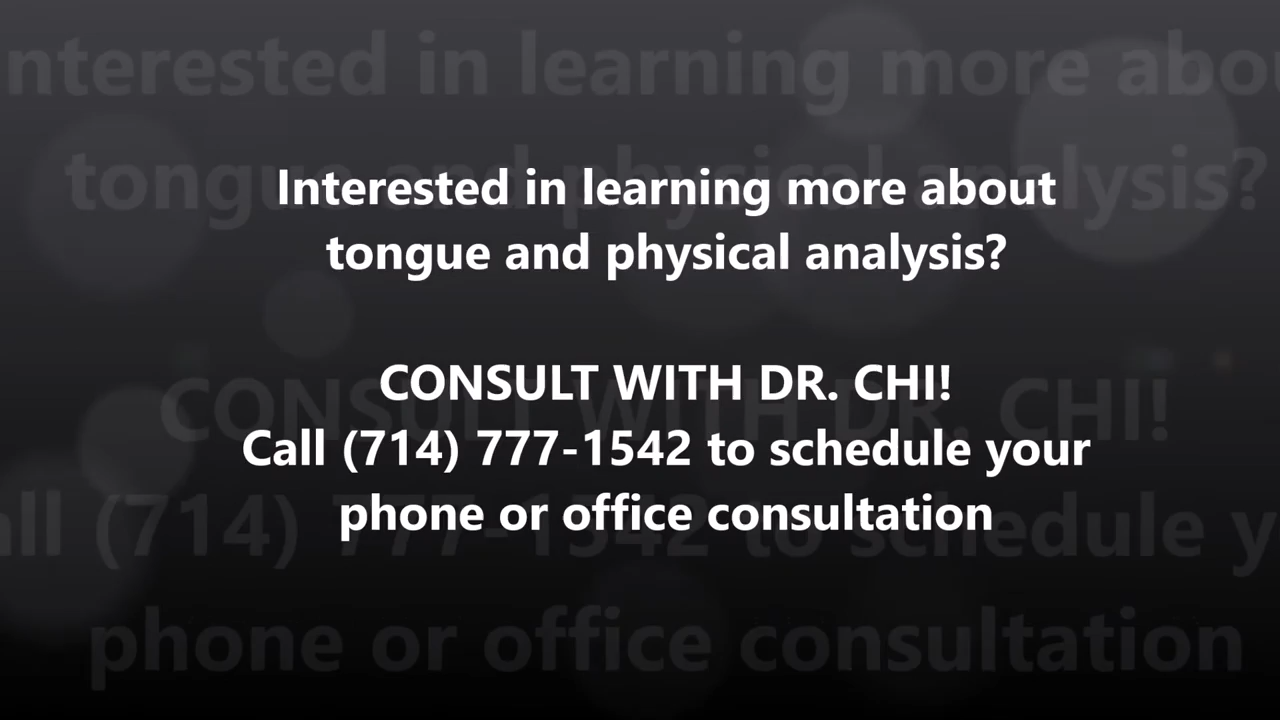 Interested in learning more about
tongue and physical analysis?
CONSULT WITH DR. CHI!
Call (714) 777-1542 to schedule your
phone or office consultation